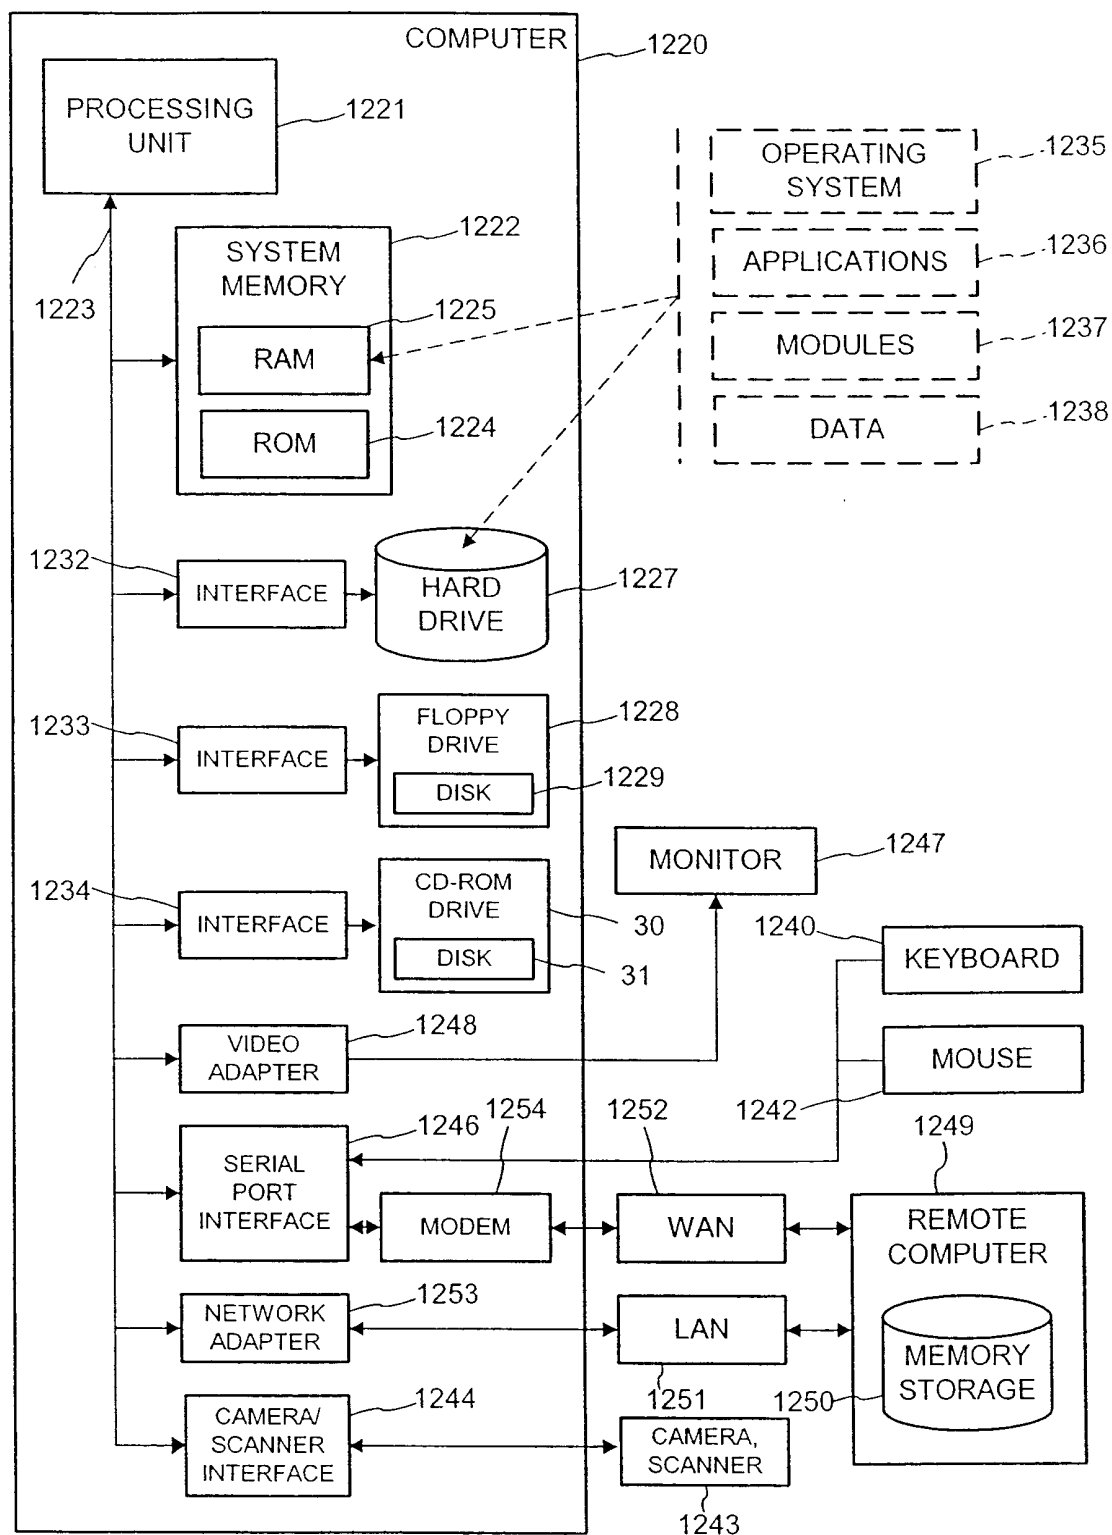 COMPUTER
1220
PROCESSING
UNIT
1221
1223
SYSTEM
MEMORY
1222
RAM
1225
ROM
1224
OPERATING
SYSTEM
1235
APPLICATIONS
1236
MODULES
1237
DATA
1238
1232
INTERFACE
HARD
DRIVE
1227
1233
INTERFACE
FLOPPY
DRIVE
1228
DISK
1229
1234
INTERFACE
CD-ROM
DRIVE
30
DISK
31
MONITOR
1247
1240
KEYBOARD
MOUSE
1242
VIDEO
ADAPTER
1248
SERIAL
PORT
INTERFACE
1246
1254
MODEM
1252
WAN
1249
REMOTE
COMPUTER
MEMORY
STORAGE
1250
NETWORK
ADAPTER
1253
LAN
1251
CAMERA/
SCANNER
INTERFACE
1244
CAMERA,
SCANNER
1243